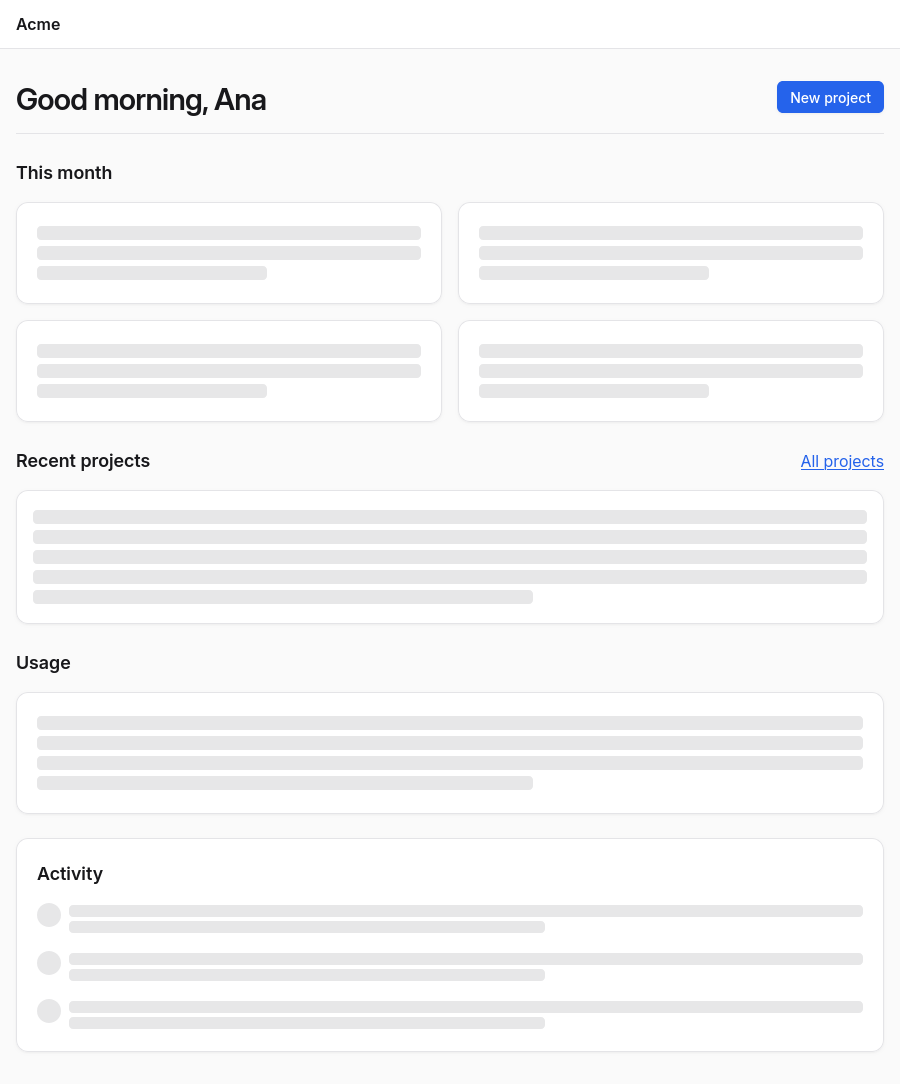 Acme
Good morning, Ana
New project
This month
Recent projects
All projects
Usage
Activity